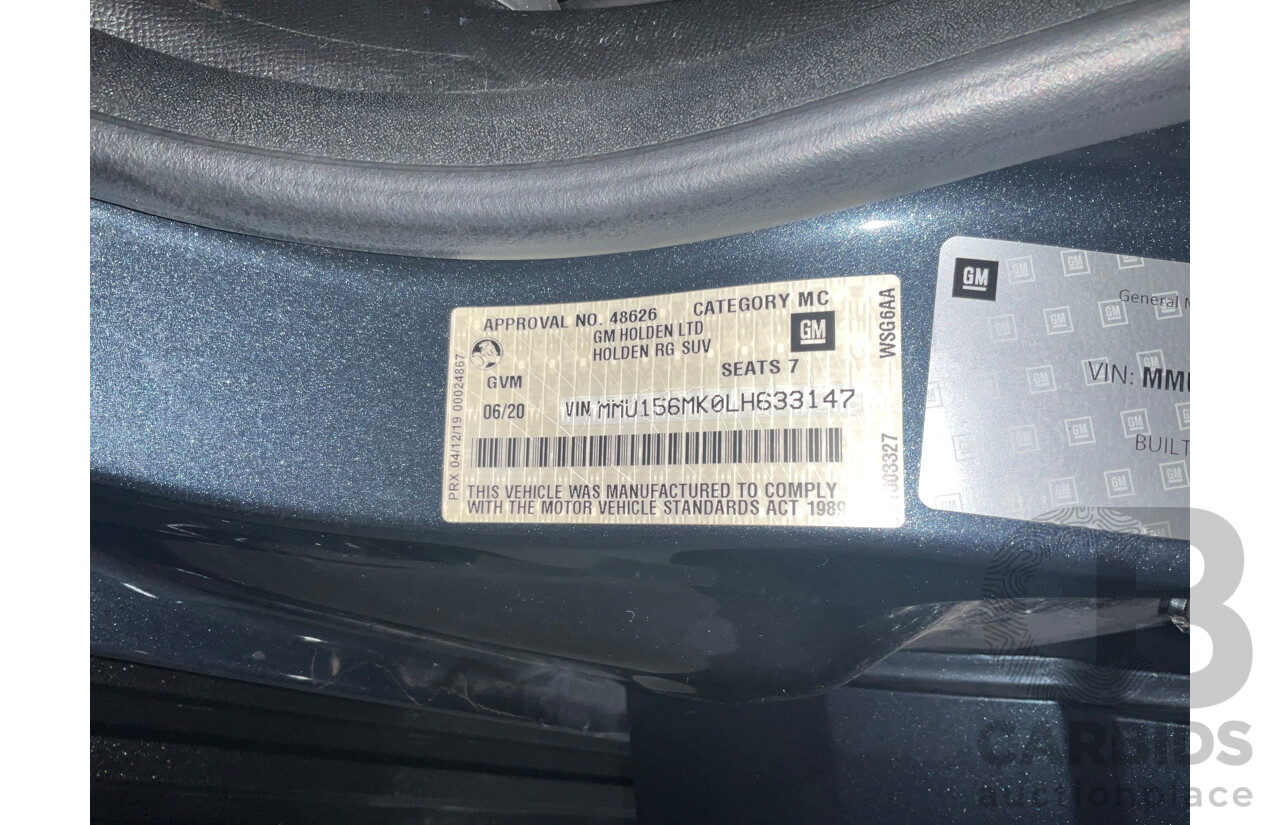 APPROVAL NO. 48626 CATEGORY MC
GM HOLDEN LTD
HOLDEN RG SUV
GM
SEATS 7
GVM
06/20
VIN MMU156MK0LH633147
THIS VEHICLE WAS MANUFACTURED TO COMPLY
WITH THE MOTOR VEHICLE STANDARDS ACT 1989
PRX 04/12/19 00024867
WSG6AA
03327
GM
General
VIN: MM
BUILT
CARBIDS
auctionplace